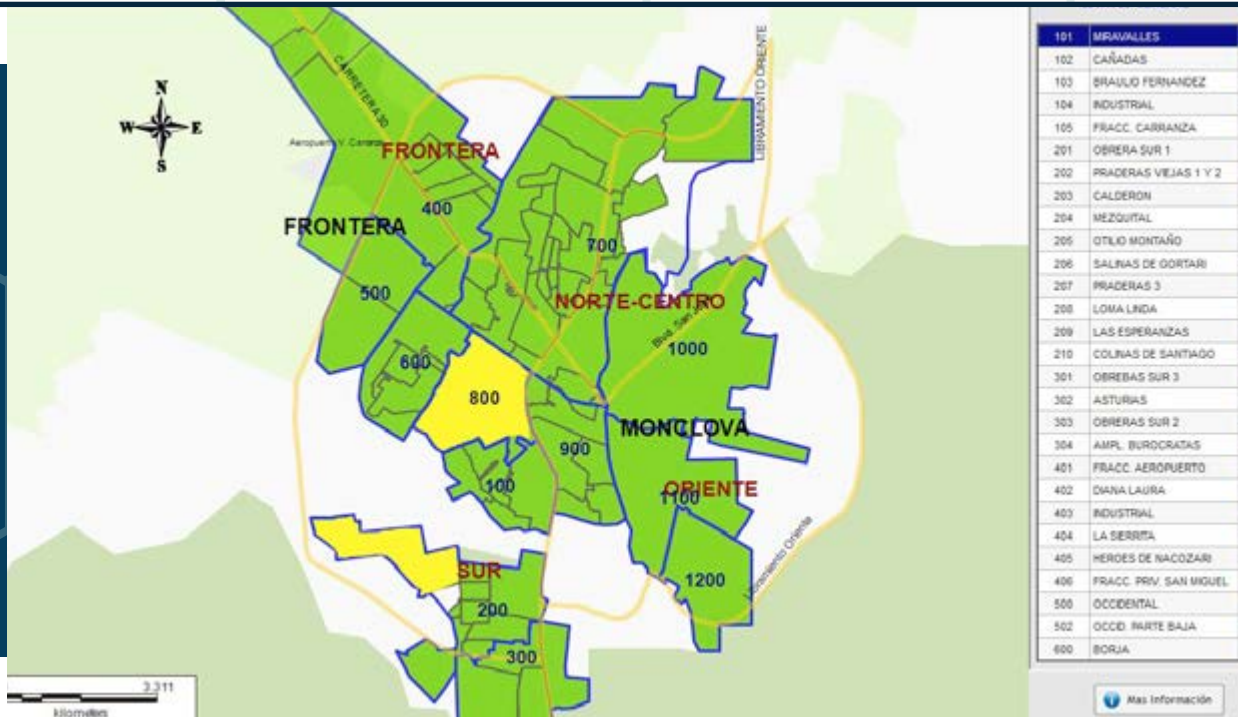 N
W E
S
CARRETERA 30
LIBRAMIENTO ORIENTE
FRONTERA
400
FRONTERA
700
500
NORTE-CENTRO
Blvd. San
1000
600
800
MONCLOVA
900
100
ORIENTE
1100
Libramiento Oriente
SUR
1200
200
300
3.311
kilometers
101 MIRAVALLES
102 CAÑADAS
103 BRAULIO FERNANDEZ
104 INDUSTRIAL
105 FRACC. CARRANZA
201 OBRERA SUR 1
202 PRADERAS VIEJAS 1 Y 2
203 CALDERON
204 MEZQUITAL
205 OTILIO MONTAÑO
206 SALINAS DE GORTARI
207 PRADERAS 3
208 LOMA LINDA
209 LAS ESPERANZAS
210 COLINAS DE SANTIAGO
301 OBREBAS SUR 3
302 ASTURIAS
303 OBRERAS SUR 2
304 AMPL. BUROCRATAS
401 FRACC. AEROPUERTO
402 DIANA LAURA
403 INDUSTRIAL
404 LA SIERRITA
405 HEROES DE NACOZARI
406 FRACC. PRIV. SAN MIGUEL
500 OCCIDENTAL
502 OCCID. PARTE BAJA
600 BORJA
Mas Información